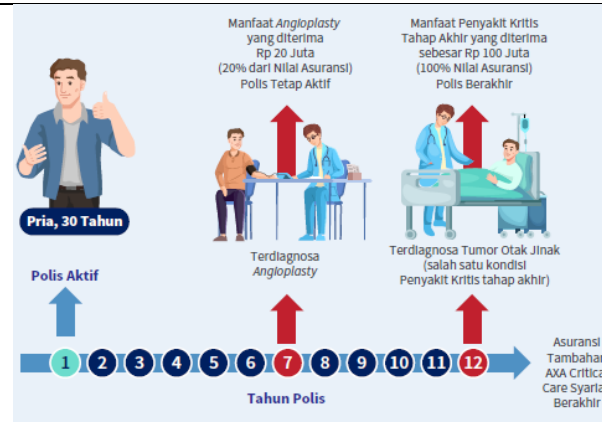 Manfaat Angioplasty
yang diterima
Rp 20 Juta
(20% dari Nilai Asuransi)
Polis Tetap Aktif
Manfaat Penyakit Kritis
Tahap Akhir yang diterima
sebesar Rp 100 Juta
(100% Nilai Asuransi)
Polis Berakhir
Pria, 30 Tahun
Terdiagnosa
Angioplasty
Terdiagnosa Tumor Otak Jinak
(salah satu kondisi
Penyakit Kritis tahap akhir)
Polis Aktif
1 2 3 4 5 6 7 8 9 10 11 12
Tahun Polis
Asuransi
Tambahan
AXA Critical
Care Syariah
Berakhir